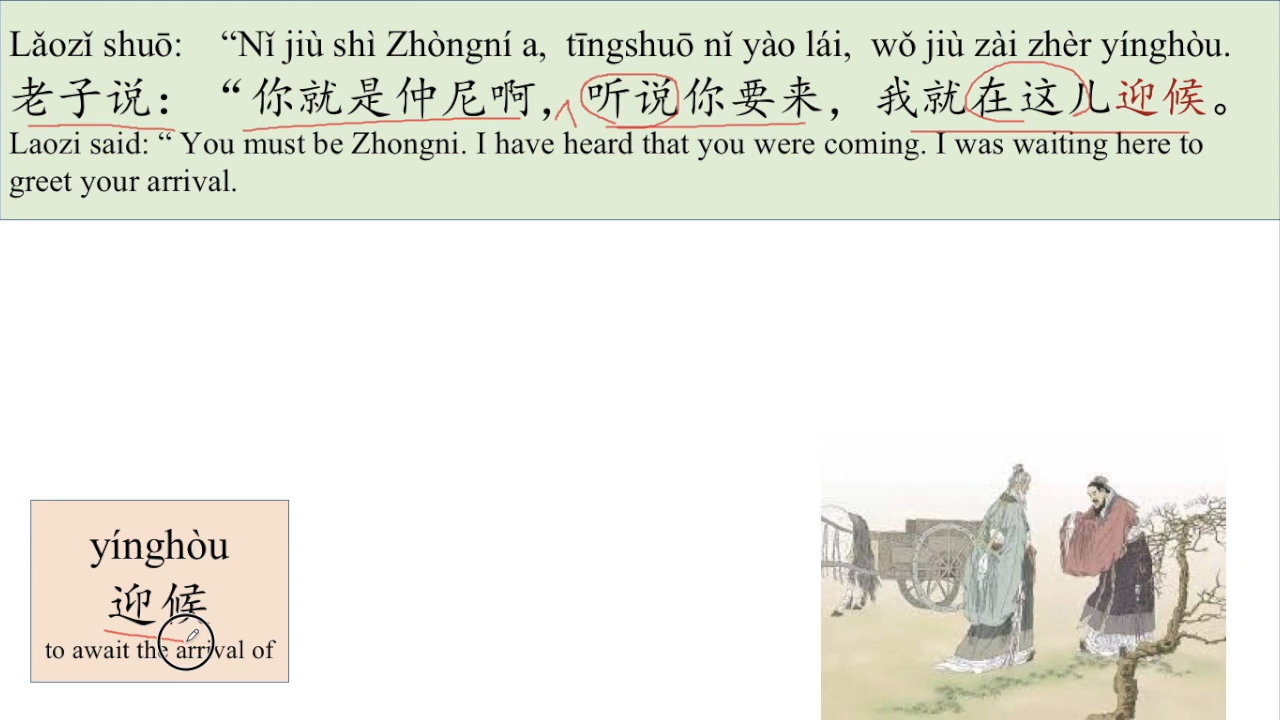 Lǎozǐ shuō: “Nǐ jiù shì Zhòngní a, tīngshuō nǐ yào lái, wǒ jiù zài zhèr yínghòu.
老子说：“你就是仲尼啊，听说你要来，我就在这儿迎候。
Laozi said: “ You must be Zhongni. I have heard that you were coming. I was waiting here to
greet your arrival.
yínghòu
迎候
to await the arrival of